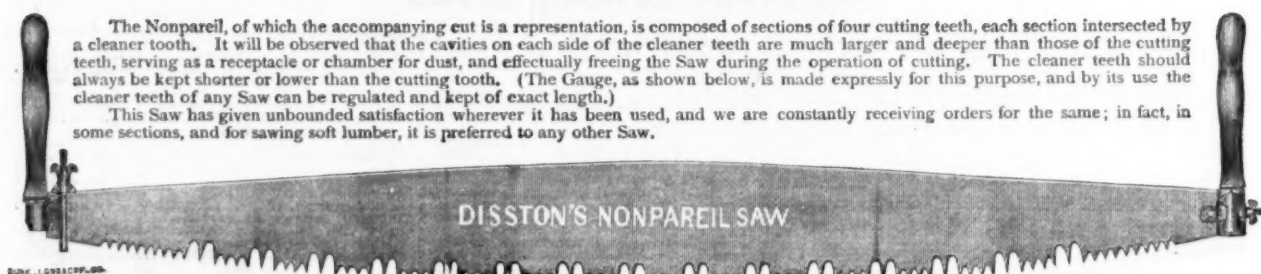 The Nonpareil, of which the accompanying cut is a representation, is composed of sections of four cutting teeth, each section intersected by
a cleaner tooth. It will be observed that the cavities on each side of the cleaner teeth are much larger and deeper than those of the cutting
teeth, serving as a receptacle or chamber for dust, and effectually freeing the Saw during the operation of cutting. The cleaner teeth should
always be kept shorter or lower than the cutting tooth. (The Gauge, as shown below, is made expressly for this purpose, and by its use the
cleaner teeth of any Saw can be regulated and kept of exact length.)
This Saw has given unbounded satisfaction wherever it has been used, and we are constantly receiving orders for the same; in fact, in
some sections, and for sawing soft lumber, it is preferred to any other Saw.
DISSTON'S NONPAREIL SAW